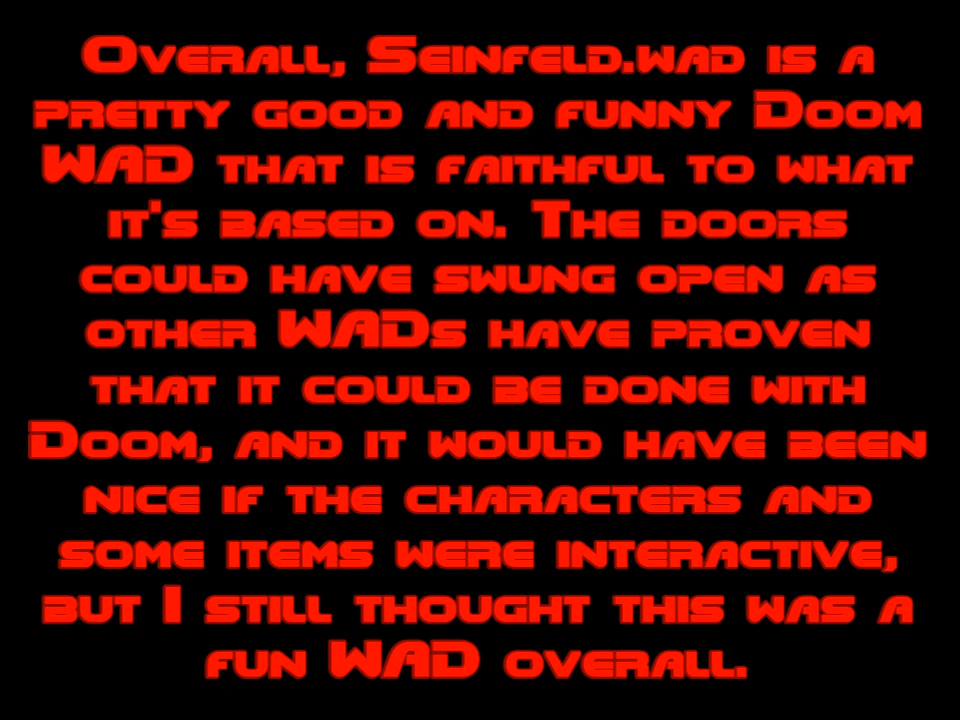 Overall, Seinfeld.wad is a
pretty good and funny Doom
WAD that is faithful to what
it's based on. The doors
could have swung open as
other WADs have proven
that it could be done with
Doom, and it would have been
nice if the characters and
some items were interactive,
but I still thought this was a
fun WAD overall.